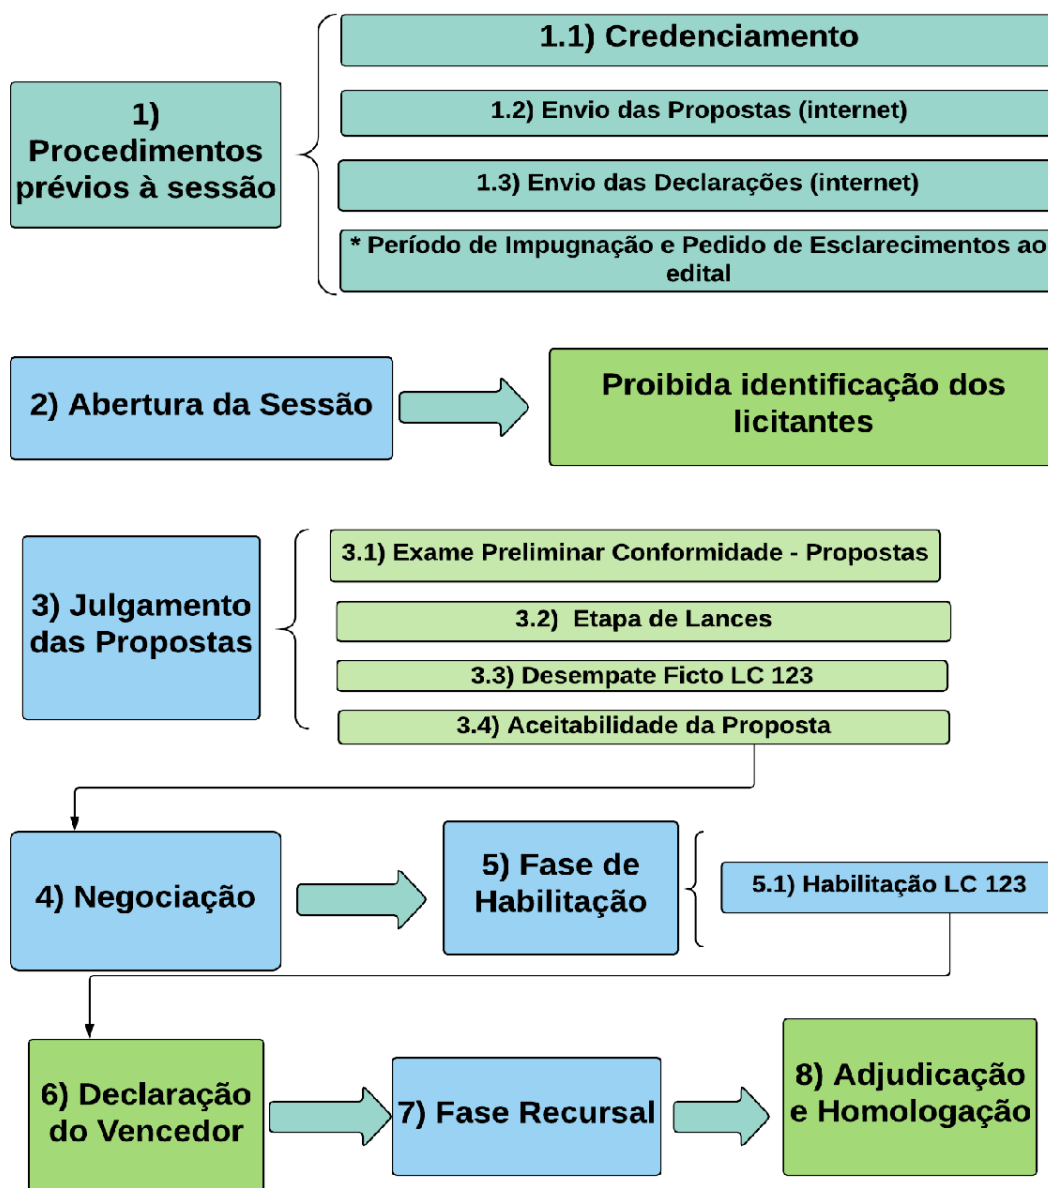 1)
Procedimentos
prévios à sessão
1.1) Credenciamento
1.2) Envio das Propostas (internet)
1.3) Envio das Declarações (internet)
* Período de Impugnação e Pedido de Esclarecimentos ao
edital
2) Abertura da Sessão
Proibida identificação dos
licitantes
3) Julgamento
das Propostas
3.1) Exame Preliminar Conformidade - Propostas
3.2) Etapa de Lances
3.3) Desempate Ficto LC 123
3.4) Aceitabilidade da Proposta
4) Negociação
5) Fase de
Habilitação
5.1) Habilitação LC 123
6) Declaração
do Vencedor
7) Fase Recursal
8) Adjudicação
e Homologação